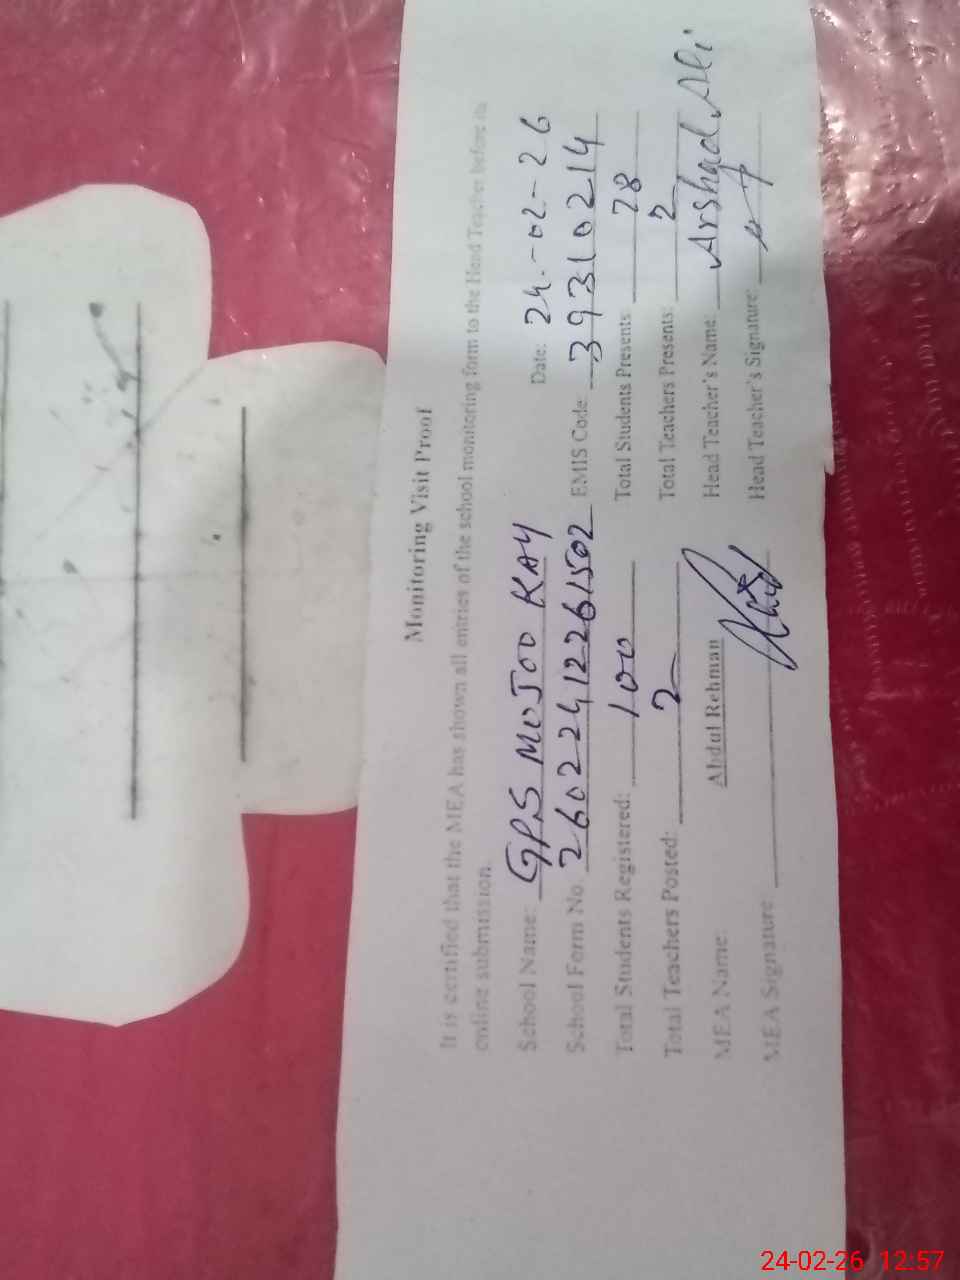 Monitoring Visit Proof
It is certified that the MEA has shown all entries of the school monitoring form to the Head Teacher before its
online submission.
School Name: GPS MUJOO KAY Date: 24-02-26
School Form No. 26022412261502 EMIS Code: 39310214
Total Students Registered: 100 Total Students Presents 78
Total Teachers Posted: 2 Total Teachers Presents: 2
MEA Name: Abdul Rehman Head Teacher's Name: Arshad Ali
MEA Signature Head Teacher's Signature:
24-02-26 12:57